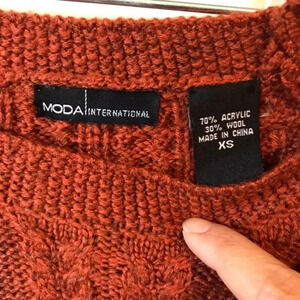 MODA INTERNATIONAL
70% ACRYLIC
30% WOOL
MADE IN CHINA
XS